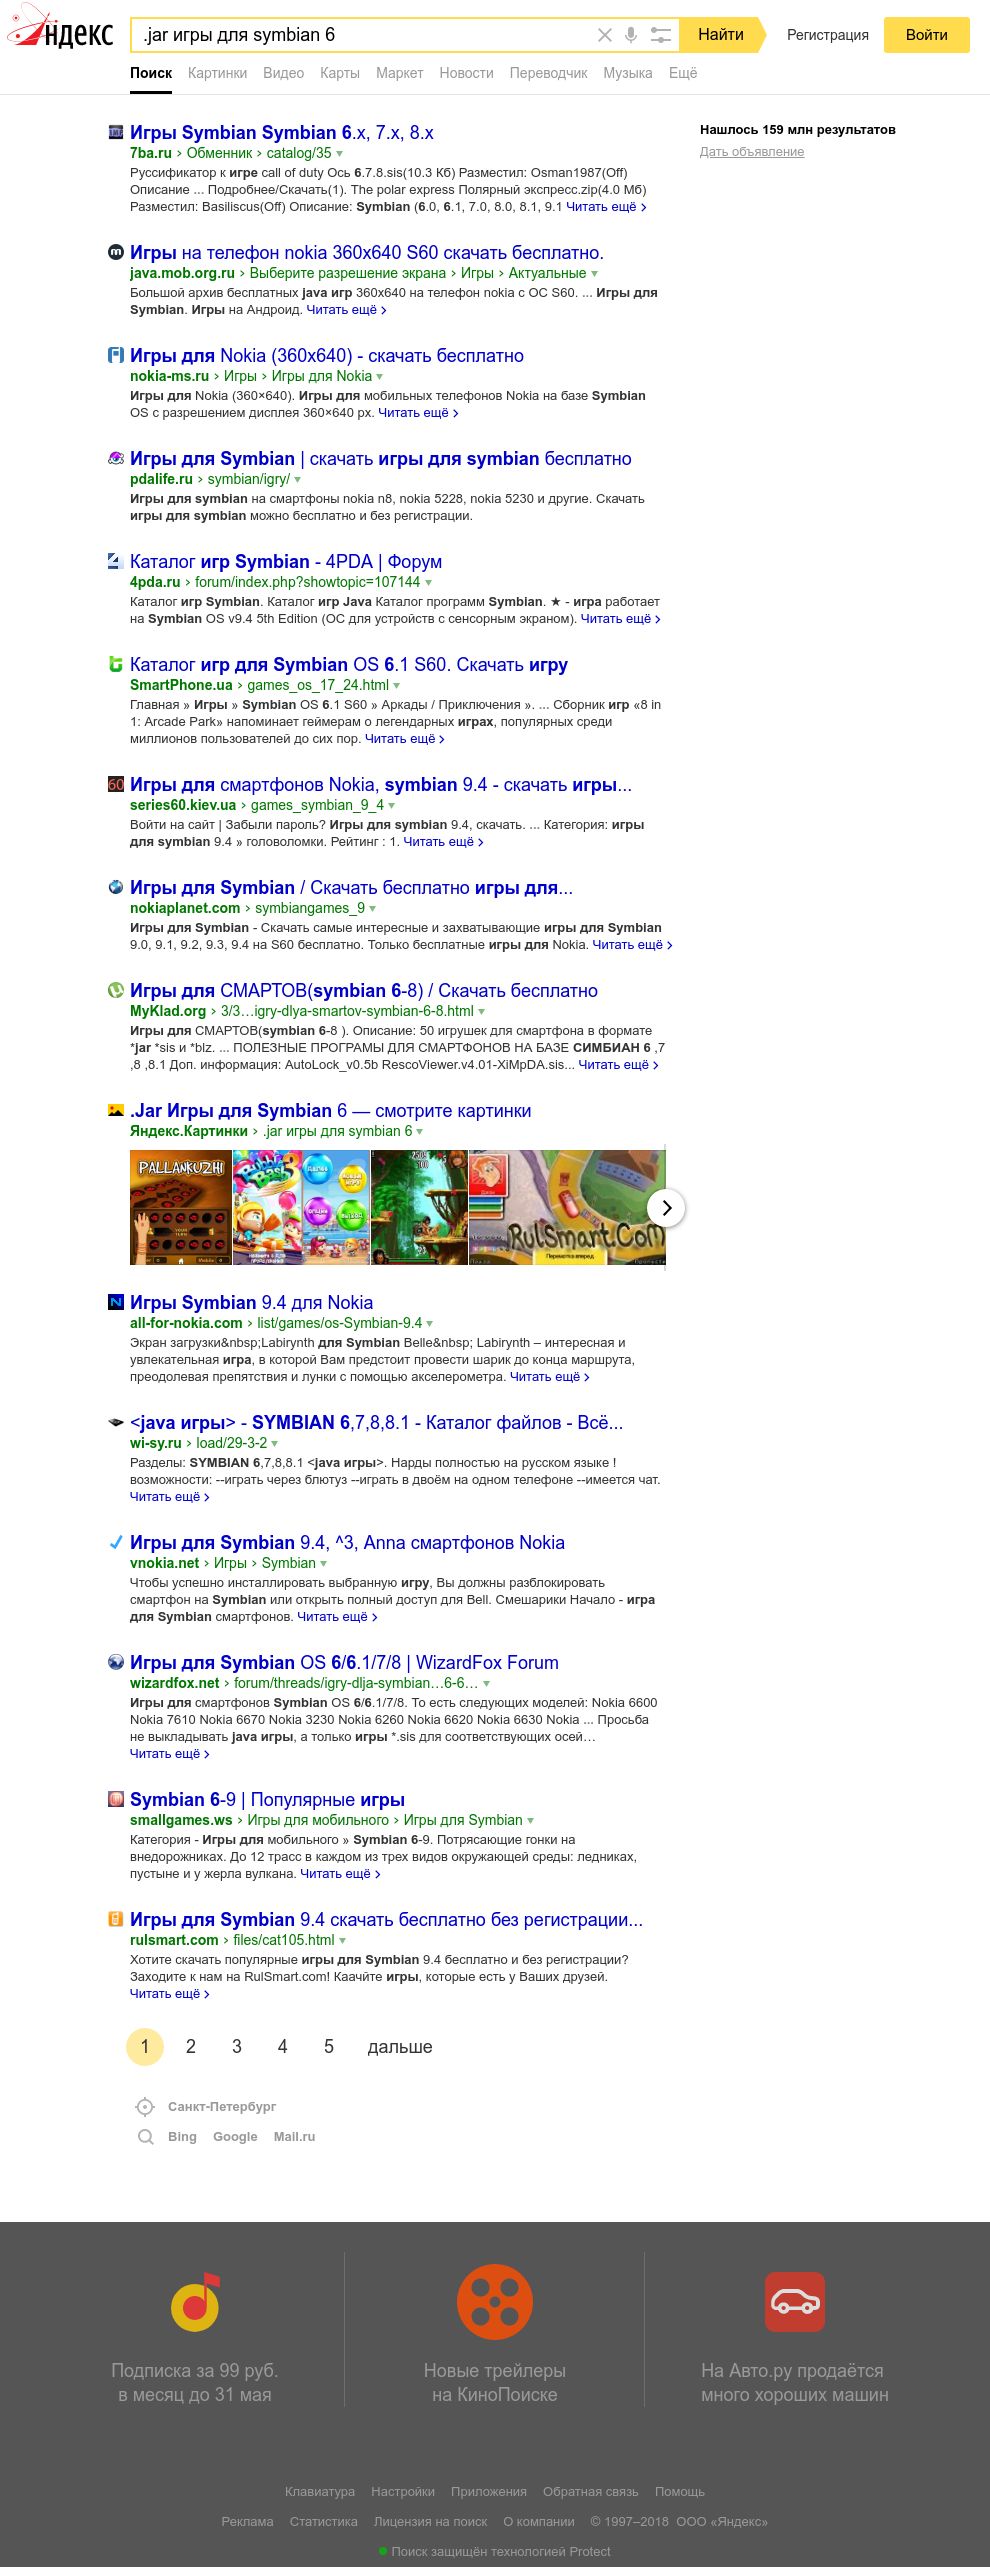 Яндекс
.jar игры для symbian 6
Найти
Регистрация
Войти
Поиск Картинки Видео Карты Маркет Новости Переводчик Музыка Ещё
Нашлось 159 млн результатов
Дать объявление
Игры Symbian Symbian 6.x, 7.x, 8.x
7ba.ru › Обменник › catalog/35
Руссификатор к игре call of duty Ось 6.7.8.sis(10.3 Кб) Разместил: Osman1987(Off)
Описание ... Подробнее/Скачать(1). The polar express Полярный экспресс.zip(4.0 Мб)
Разместил: Basiliscus(Off) Описание: Symbian (6.0, 6.1, 7.0, 8.0, 8.1, 9.1 Читать ещё ›
Игры на телефон nokia 360x640 S60 скачать бесплатно.
java.mob.org.ru › Выберите разрешение экрана › Игры › Актуальные
Большой архив бесплатных java игр 360x640 на телефон nokia с ОС S60. ... Игры для
Symbian. Игры на Андроид. Читать ещё ›
Игры для Nokia (360x640) - скачать бесплатно
nokia-ms.ru › Игры › Игры для Nokia
Игры для Nokia (360×640). Игры для мобильных телефонов Nokia на базе Symbian
OS с разрешением дисплея 360×640 px. Читать ещё ›
Игры для Symbian | скачать игры для symbian бесплатно
pdalife.ru › symbian/igry/
Игры для symbian на смартфоны nokia n8, nokia 5228, nokia 5230 и другие. Скачать
игры для symbian можно бесплатно и без регистрации.
Каталог игр Symbian - 4PDA | Форум
4pda.ru › forum/index.php?showtopic=107144
Каталог игр Symbian. Каталог игр Java Каталог программ Symbian. ★ - игра работает
на Symbian OS v9.4 5th Edition (ОС для устройств с сенсорным экраном). Читать ещё ›
Каталог игр для Symbian OS 6.1 S60. Скачать игру
SmartPhone.ua › games_os_17_24.html
Главная » Игры » Symbian OS 6.1 S60 » Аркады / Приключения ». ... Сборник игр «8 in
1: Arcade Park» напоминает геймерам о легендарных играх, популярных среди
миллионов пользователей до сих пор. Читать ещё ›
60
Игры для смартфонов Nokia, symbian 9.4 - скачать игры...
series60.kiev.ua › games_symbian_9_4
Войти на сайт | Забыли пароль? Игры для symbian 9.4, скачать. ... Категория: игры
для symbian 9.4 » головоломки. Рейтинг : 1. Читать ещё ›
Игры для Symbian / Скачать бесплатно игры для...
nokiaplanet.com › symbiangames_9
Игры для Symbian - Скачать самые интересные и захватывающие игры для Symbian
9.0, 9.1, 9.2, 9.3, 9.4 на S60 бесплатно. Только бесплатные игры для Nokia. Читать ещё ›
Игры для СМАРТОВ(symbian 6-8) / Скачать бесплатно
MyKlad.org › 3/3…igry-dlya-smartov-symbian-6-8.html
Игры для СМАРТОВ(symbian 6-8 ). Описание: 50 игрушек для смартфона в формате
*jar *sis и *blz. ... ПОЛЕЗНЫЕ ПРОГРАМЫ ДЛЯ СМАРТФОНОВ НА БАЗЕ СИМБИАН 6 ,7
,8 ,8.1 Доп. информация: AutoLock_v0.5b RescoViewer.v4.01-XiMpDA.sis... Читать ещё ›
.Jar Игры для Symbian 6 — смотрите картинки
Яндекс.Картинки › .jar игры для symbian 6
PALLANKUZHI
RulSmart.Com
Перемотка вперед
Игры Symbian 9.4 для Nokia
all-for-nokia.com › list/games/os-Symbian-9.4
Экран загрузки&nbsp;Labirynth для Symbian Belle&nbsp; Labirynth – интересная и
увлекательная игра, в которой Вам предстоит провести шарик до конца маршрута,
преодолевая препятствия и лунки с помощью акселерометра. Читать ещё ›
<java игры> - SYMBIAN 6,7,8,8.1 - Каталог файлов - Всё...
wi-sy.ru › load/29-3-2
Разделы: SYMBIAN 6,7,8,8.1 <java игры>. Нарды полностью на русском языке !
возможности: --играть через блютуз --играть в двоём на одном телефоне --имеется чат.
Читать ещё ›
Игры для Symbian 9.4, ^3, Anna смартфонов Nokia
vnokia.net › Игры › Symbian
Чтобы успешно инсталлировать выбранную игру, Вы должны разблокировать
смартфон на Symbian или открыть полный доступ для Bell. Смешарики Начало - игра
для Symbian смартфонов. Читать ещё ›
Игры для Symbian OS 6/6.1/7/8 | WizardFox Forum
wizardfox.net › forum/threads/igry-dlja-symbian…6-6…
Игры для смартфонов Symbian OS 6/6.1/7/8. То есть следующих моделей: Nokia 6600
Nokia 7610 Nokia 6670 Nokia 3230 Nokia 6260 Nokia 6620 Nokia 6630 Nokia ... Просьба
не выкладывать java игры, а только игры *.sis для соответствующих осей…
Читать ещё ›
Symbian 6-9 | Популярные игры
smallgames.ws › Игры для мобильного › Игры для Symbian
Категория - Игры для мобильного » Symbian 6-9. Потрясающие гонки на
внедорожниках. До 12 трасс в каждом из трех видов окружающей среды: ледниках,
пустыне и у жерла вулкана. Читать ещё ›
Игры для Symbian 9.4 скачать бесплатно без регистрации...
rulsmart.com › files/cat105.html
Хотите скачать популярные игры для Symbian 9.4 бесплатно и без регистрации?
Заходите к нам на RulSmart.com! Каачйте игры, которые есть у Ваших друзей.
Читать ещё ›
1 2 3 4 5 дальше
Санкт-Петербург
Bing Google Mail.ru
Подписка за 99 руб.
в месяц до 31 мая
Новые трейлеры
на КиноПоиске
На Авто.ру продаётся
много хороших машин
Клавиатура Настройки Приложения Обратная связь Помощь
Реклама Статистика Лицензия на поиск О компании © 1997–2018 ООО «Яндекс»
Поиск защищён технологией Protect